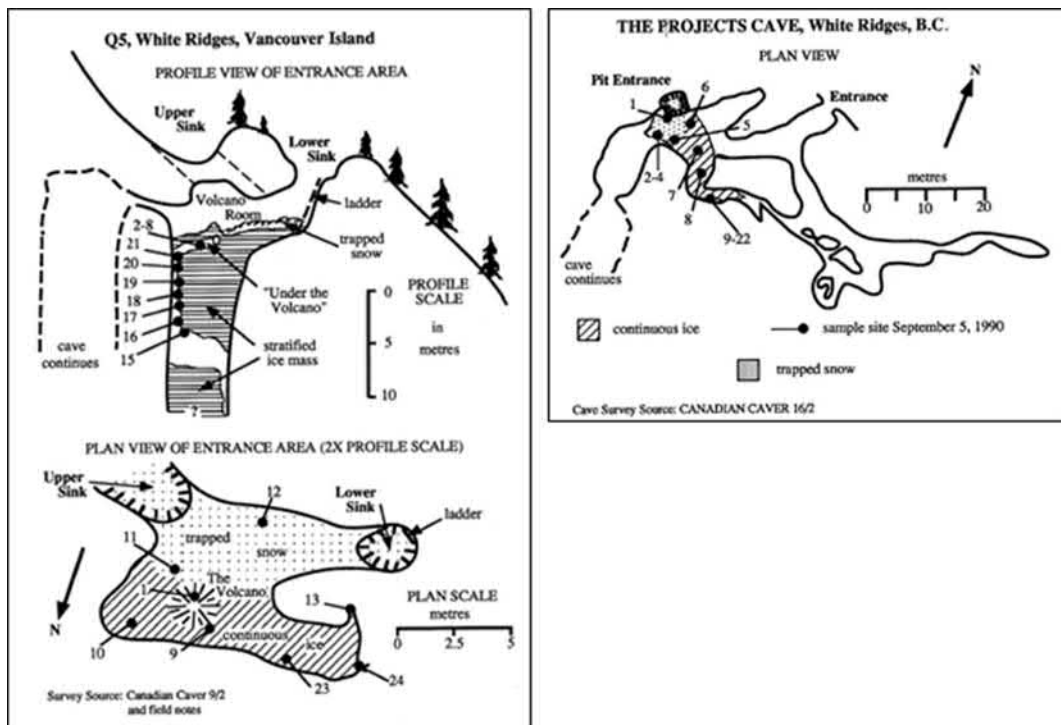 Q5, White Ridges, Vancouver Island
PROFILE VIEW OF ENTRANCE AREA
Upper
Sink
Lower
Sink
Volcano
Room
ladder
2-8
21
20
19
18
17
16
15
trapped
snow
"Under the
Volcano"
PROFILE
SCALE
in
metres
0
5
10
cave
continues
stratified
ice mass
?
PLAN VIEW OF ENTRANCE AREA (2X PROFILE SCALE)
Upper
Sink
12
Lower
Sink
ladder
trapped
snow
11
The
Volcano
1
13
PLAN SCALE
metres
0 2.5 5
N
10
9
continuous
ice
23
24
Survey Source: Canadian Caver 9/2
and field notes
THE PROJECTS CAVE, White Ridges, B.C.
PLAN VIEW
N
Pit Entrance
6
1
Entrance
5
2-4
7
8
9-22
metres
0 10 20
cave
continues
continuous ice
sample site September 5, 1990
trapped snow
Cave Survey Source: CANADIAN CAVER 16/2